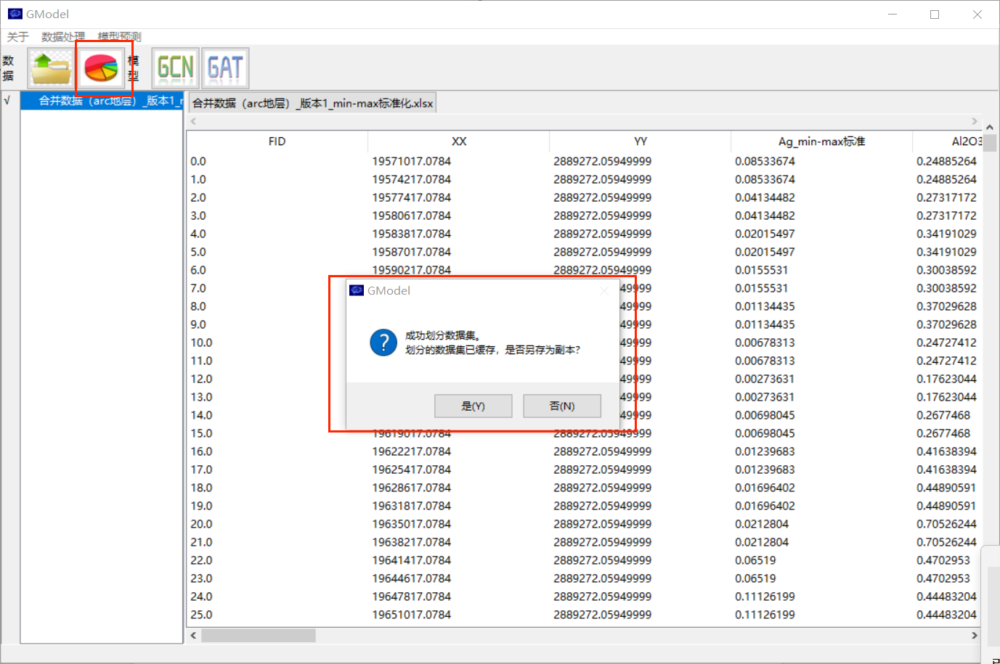 GModel
关于 数据处理 模型预测
数据 模型 GCN GAT
√ 合并数据（arc地层）_版本1_r 合并数据（arc地层）_版本1_min-max标准化.xlsx
FID XX YY Ag_min-max标准 Al2O3
0.0 19571017.0784 2889272.05949999 0.08533674 0.24885264
1.0 19574217.0784 2889272.05949999 0.08533674 0.24885264
2.0 19577417.0784 2889272.05949999 0.04134482 0.27317172
3.0 19580617.0784 2889272.05949999 0.04134482 0.27317172
4.0 19583817.0784 2889272.05949999 0.02015497 0.34191029
5.0 19587017.0784 2889272.05949999 0.02015497 0.34191029
6.0 19590217.0784 2889272.05949999 0.0155531 0.30038592
7.0 49999 0.0155531 0.30038592
8.0 49999 0.01134435 0.37029628
9.0 49999 0.01134435 0.37029628
10.0 49999 0.00678313 0.24727412
11.0 49999 0.00678313 0.24727412
12.0 49999 0.00273631 0.17623044
13.0 49999 0.00273631 0.17623044
14.0 49999 0.00698045 0.2677468
15.0 19619017.0784 2889272.05949999 0.00698045 0.2677468
16.0 19622217.0784 2889272.05949999 0.01239683 0.41638394
17.0 19625417.0784 2889272.05949999 0.01239683 0.41638394
18.0 19628617.0784 2889272.05949999 0.01696402 0.44890591
19.0 19631817.0784 2889272.05949999 0.01696402 0.44890591
20.0 19635017.0784 2889272.05949999 0.0212804 0.70526244
21.0 19638217.0784 2889272.05949999 0.0212804 0.70526244
22.0 19641417.0784 2889272.05949999 0.06519 0.4702953
23.0 19644617.0784 2889272.05949999 0.06519 0.4702953
24.0 19647817.0784 2889272.05949999 0.11126199 0.44483204
25.0 19651017.0784 2889272.05949999 0.11126199 0.44483204
GModel
成功划分数据集。
划分的数据集已缓存，是否另存为副本?
是(Y) 否(N)